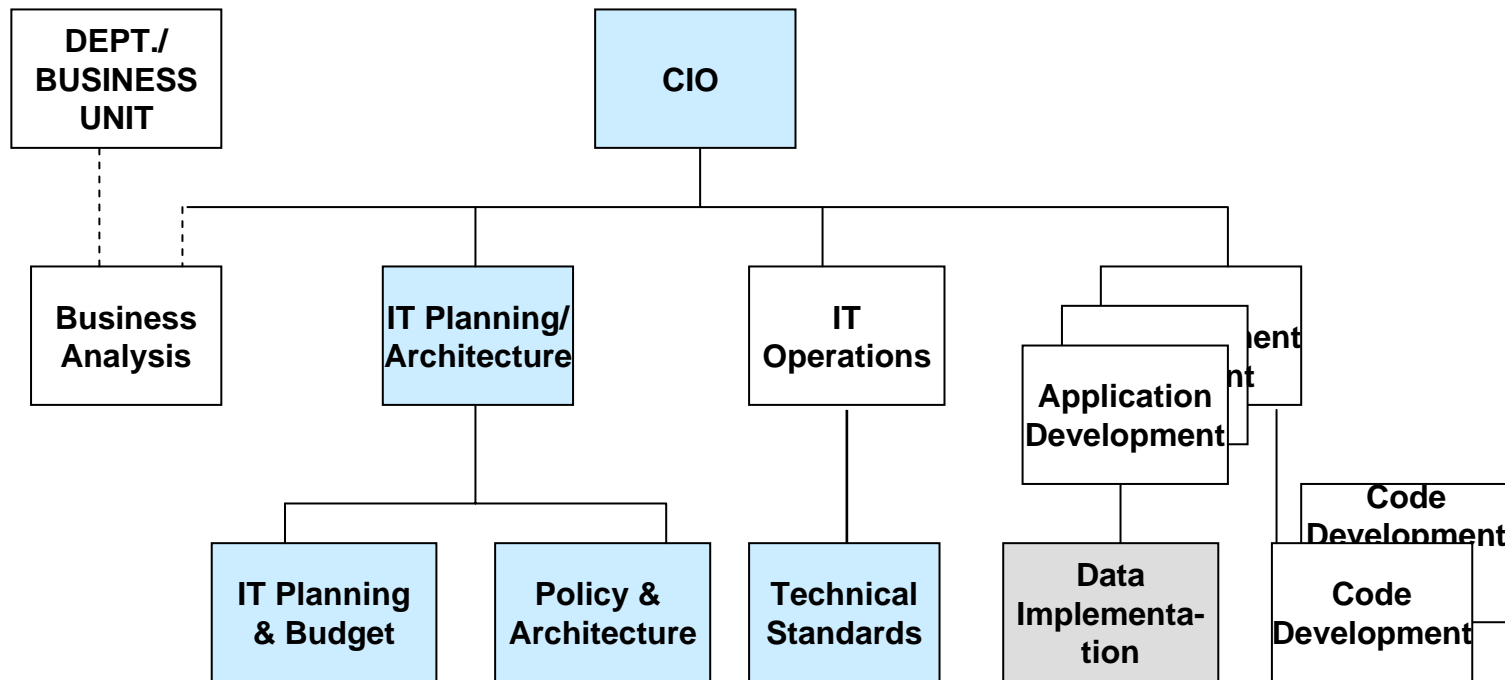 DEPT./
BUSINESS
UNIT
CIO
Business
Analysis
IT Planning/
Architecture
IT
Operations
Application
Development
IT Planning
& Budget
Policy &
Architecture
Technical
Standards
Data
Implementa-
tion
Code
Development
Code
Development